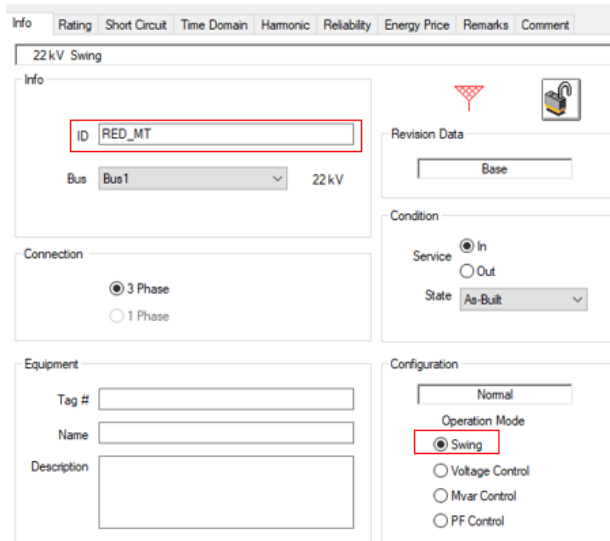 Info Rating Short Circuit Time Domain Harmonic Reliability Energy Price Remarks Comment
22 kV Swing
Info
ID RED_MT
Bus Bus1 22 kV
Revision Data
Base
Condition
Service In
Out
State As-Built
Connection
3 Phase
1 Phase
Equipment
Tag #
Name
Description
Configuration
Normal
Operation Mode
Swing
Voltage Control
Mvar Control
PF Control